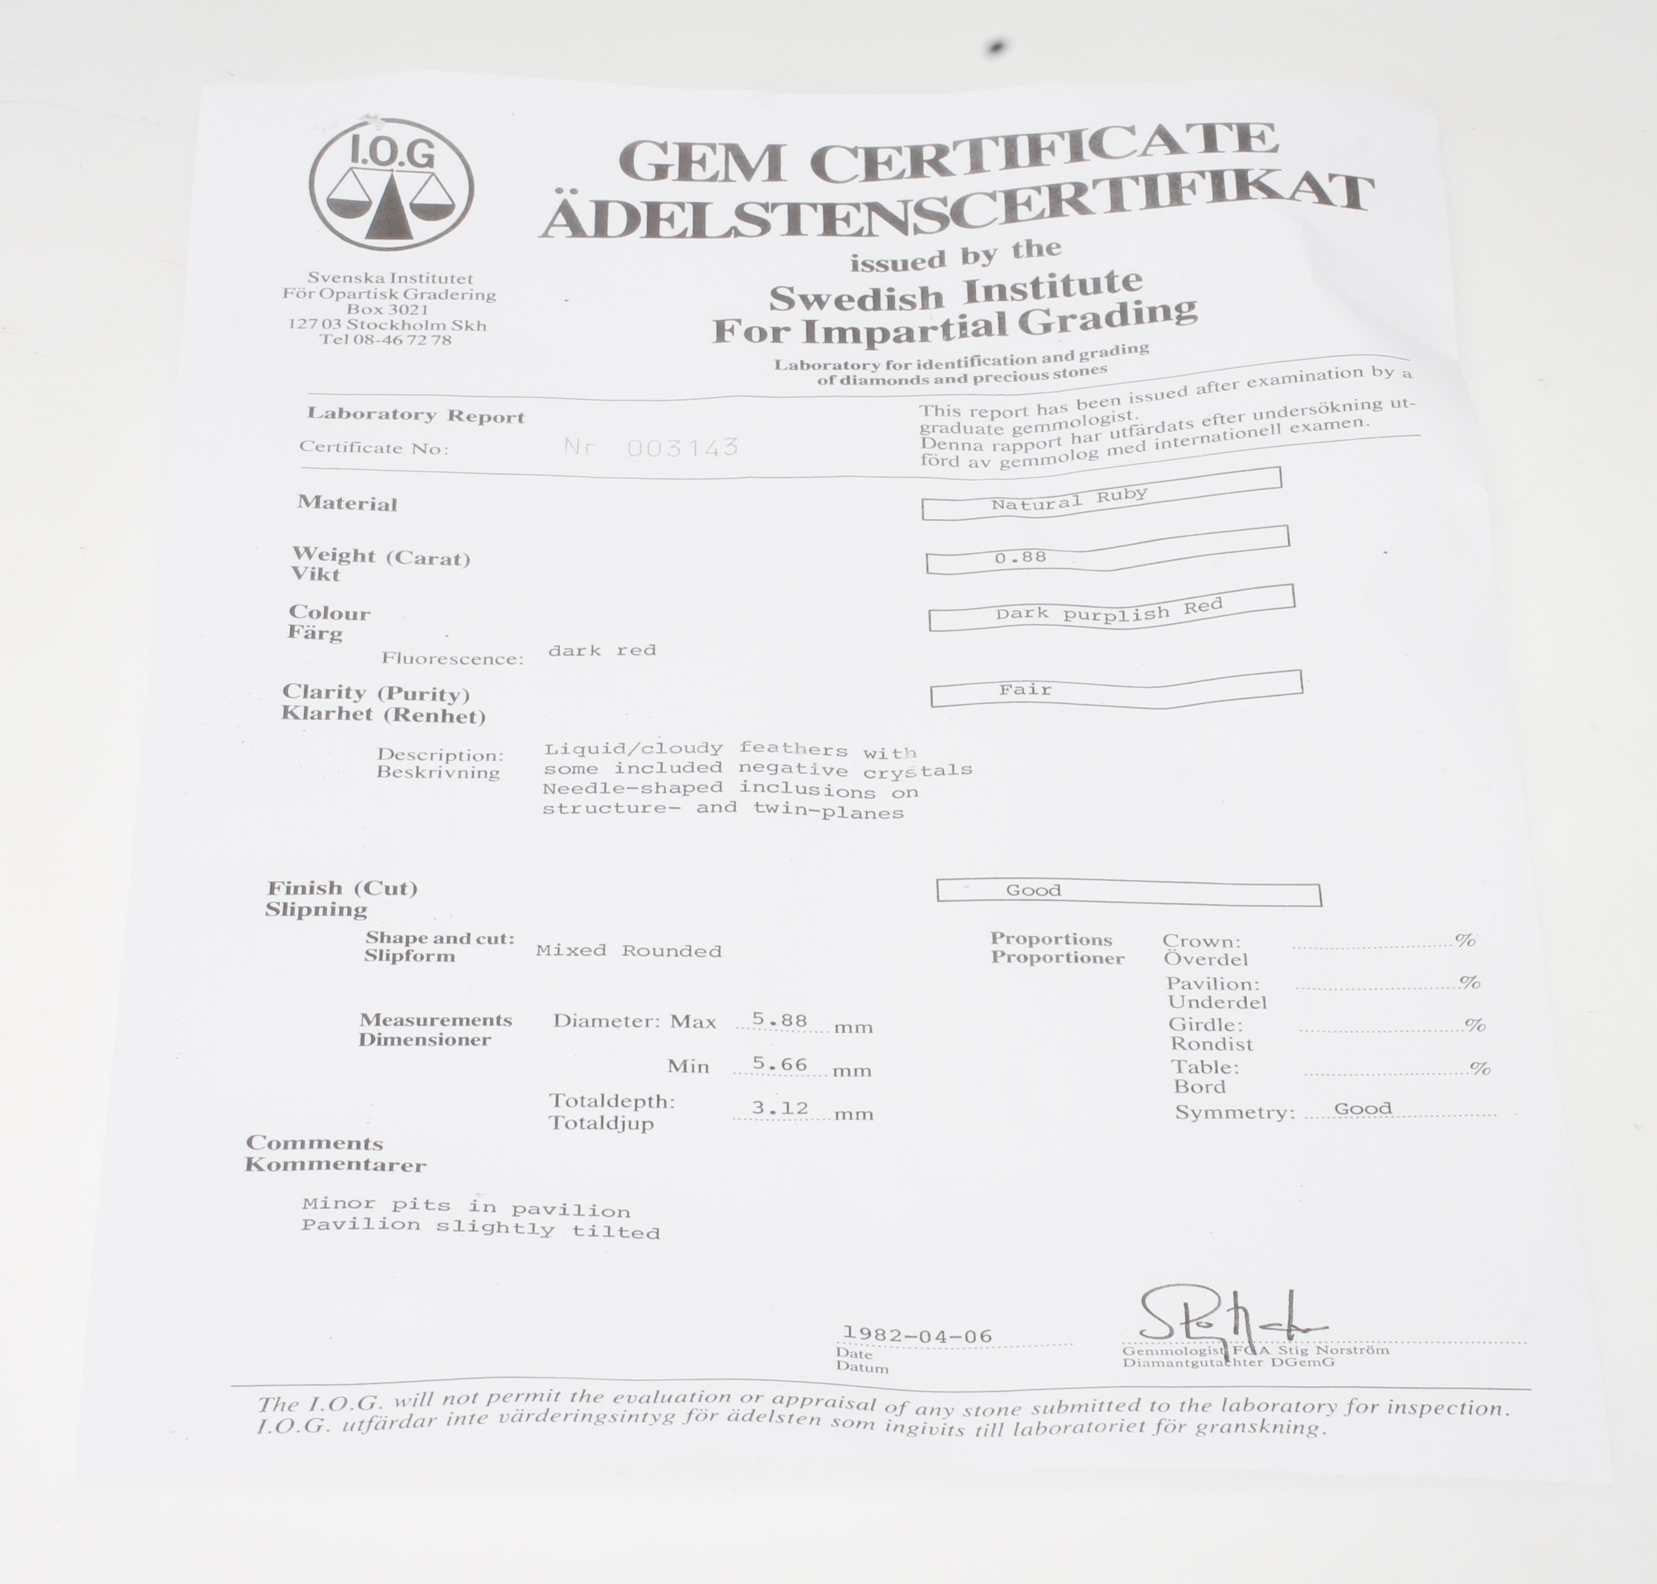 I.O.G
Svenska Institutet
För Opartisk Gradering
Box 3021
127 03 Stockholm Skh
Tel 08-46 72 78
GEM CERTIFICATE
ÄDELSTENSCERTIFIKAT
issued by the
Swedish Institute
For Impartial Grading
Laboratory for identification and grading
of diamonds and precious stones
Laboratory Report
Certificate No: Nr 003143
This report has been issued after examination by a
graduate gemmologist.
Denna rapport har utfärdats efter undersökning ut-
förd av gemmolog med internationell examen.
Material Natural Ruby
Weight (Carat) 0.88
Vikt
Colour Dark purplish Red
Färg
Fluorescence: dark red
Clarity (Purity) Fair
Klarhet (Renhet)
Description: Liquid/cloudy feathers with
Beskrivning some included negative crystals
Needle-shaped inclusions on
structure- and twin-planes
Finish (Cut) Good
Slipning
Shape and cut: Mixed Rounded
Slipform
Proportions Crown: %
Proportioner Överdel
Pavilion: %
Underdel
Measurements Diameter: Max 5.88 mm
Dimensioner
Girdle: %
Rondist
Min 5.66 mm
Table: %
Bord
Totaldepth: 3.12 mm
Totaldjup
Symmetry: Good
Comments
Kommentarer
Minor pits in pavilion
Pavilion slightly tilted
1982-04-06
Date
Datum
Gemmologist FGA Stig Norström
Diamantgutachter DGemG
The I.O.G. will not permit the evaluation or appraisal of any stone submitted to the laboratory for inspection.
I.O.G. utfärdar inte värderingsintyg för ädelsten som ingivits till laboratoriet för granskning.